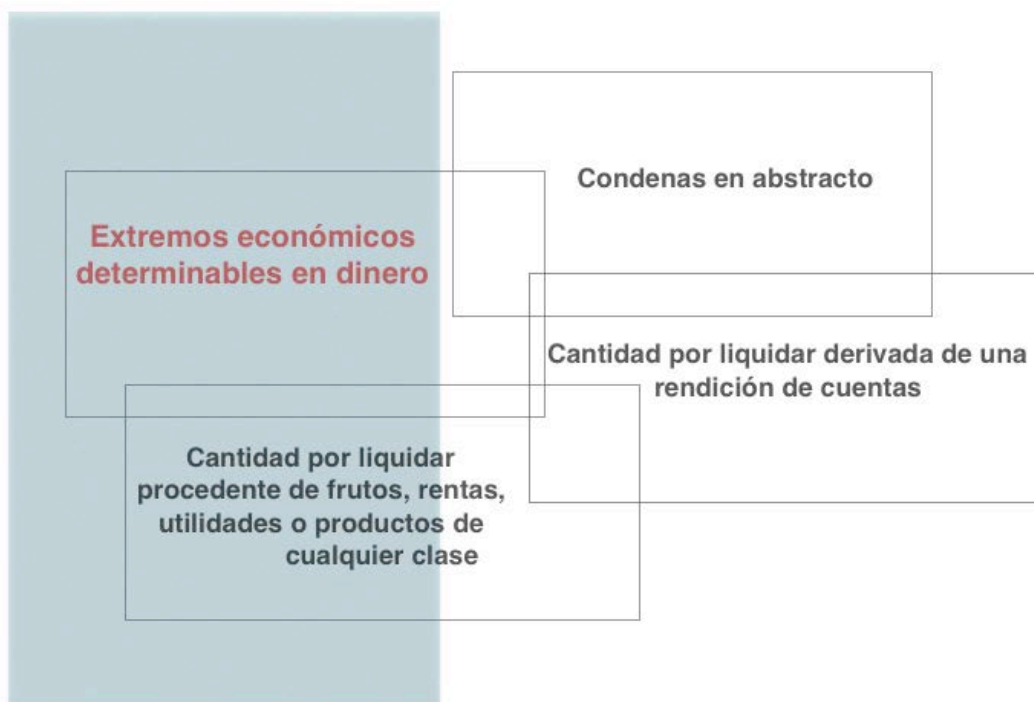 Condenas en abstracto
Extremos económicos
determinables en dinero
Cantidad por liquidar derivada de una
rendición de cuentas
Cantidad por liquidar
procedente de frutos, rentas,
utilidades o productos de
cualquier clase